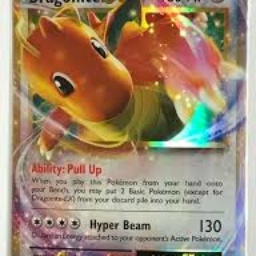 Dragonite
Ability: Pull Up
When you play this Pokémon from your hand onto
your Bench, you may put 2 Basic Pokémon (except for
Dragonite-EX) from your discard pile into your hand.
Hyper Beam 130
Discard an Energy attached to your opponent's Active Pokémon.